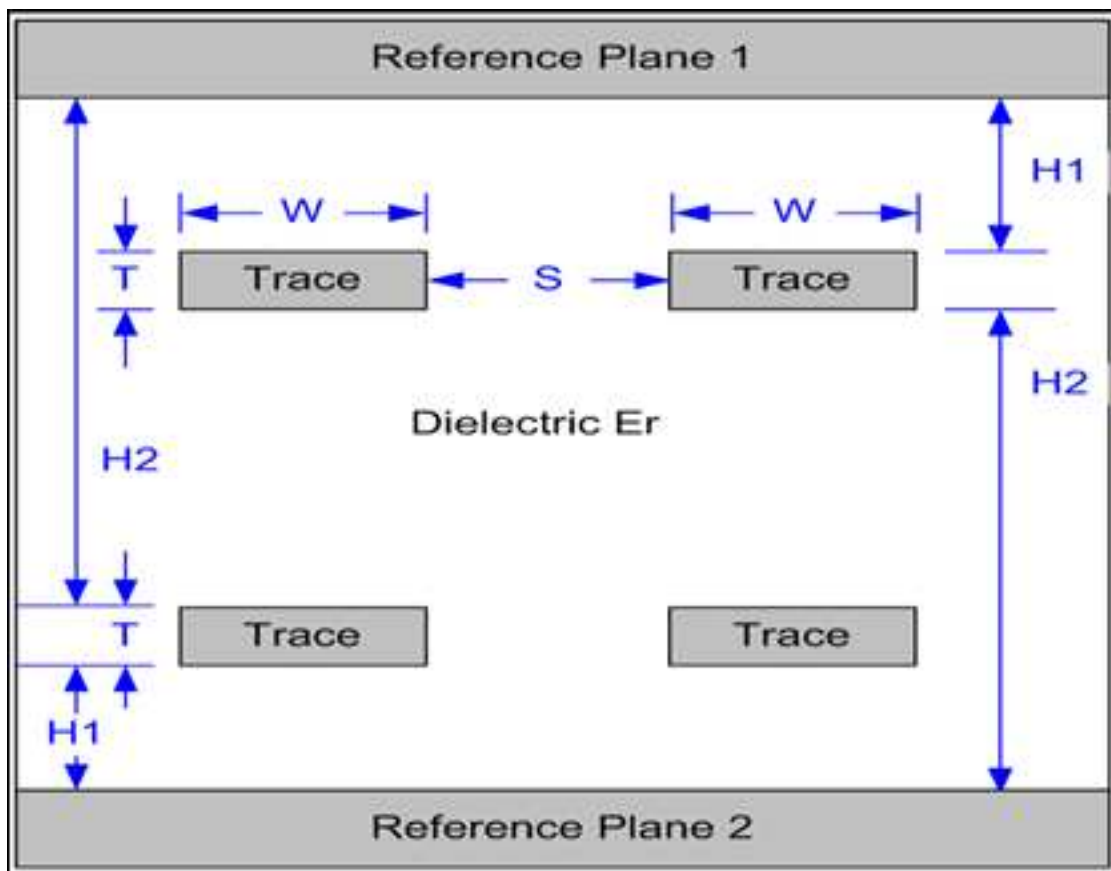 Reference Plane 1
H1
W W
T Trace S Trace
H2
Dielectric Er
H2
T Trace Trace
H1
Reference Plane 2